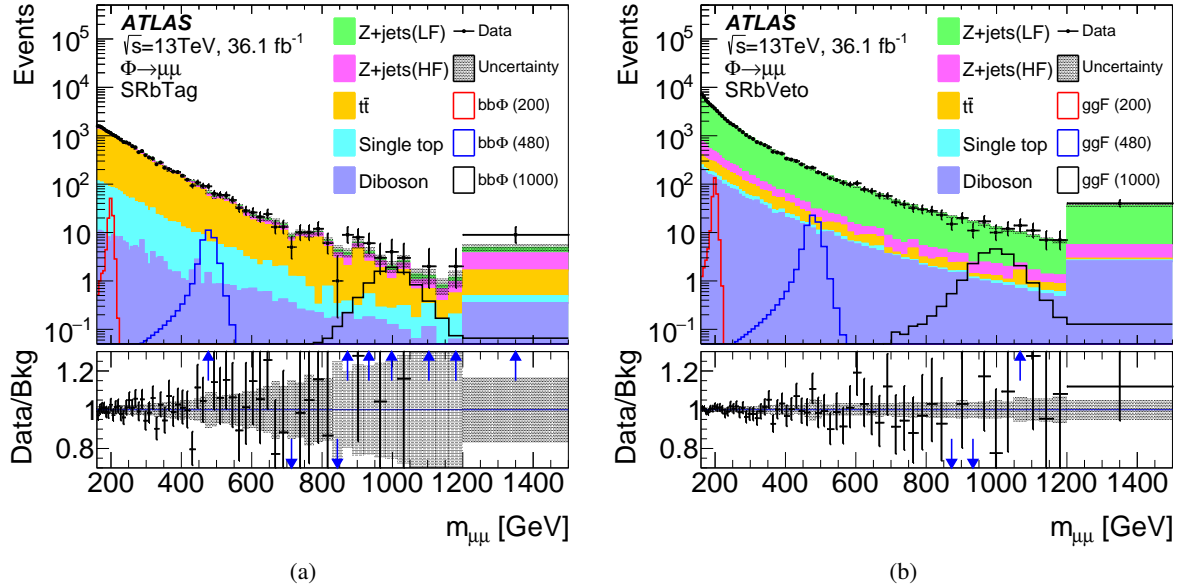 ATLAS
√s=13TeV, 36.1 fb⁻¹
Φ→μμ
SRbTag
Z+jets(LF)
Z+jets(HF)
tt̄
Single top
Diboson
Data
Uncertainty
bbΦ (200)
bbΦ (480)
bbΦ (1000)
Events
10⁵
10⁴
10³
10²
10
1
10⁻¹
Data/Bkg
1.2
1
0.8
200 400 600 800 1000 1200 1400
m_μμ [GeV]
(a)
ATLAS
√s=13TeV, 36.1 fb⁻¹
Φ→μμ
SRbVeto
Z+jets(LF)
Z+jets(HF)
tt̄
Single top
Diboson
Data
Uncertainty
ggF (200)
ggF (480)
ggF (1000)
Events
10⁵
10⁴
10³
10²
10
1
10⁻¹
Data/Bkg
1.2
1
0.8
200 400 600 800 1000 1200 1400
m_μμ [GeV]
(b)